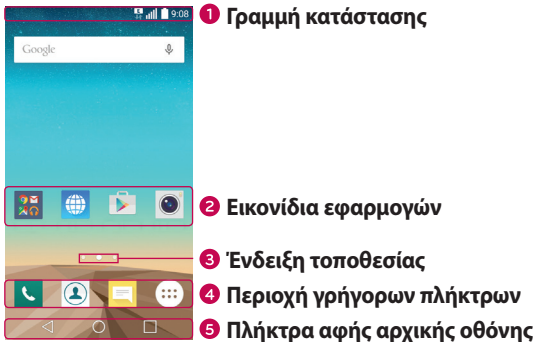 9:08
❶ Γραμμή κατάστασης
Google
❷ Εικονίδια εφαρμογών
❸ Ένδειξη τοποθεσίας
❹ Περιοχή γρήγορων πλήκτρων
❺ Πλήκτρα αφής αρχικής οθόνης